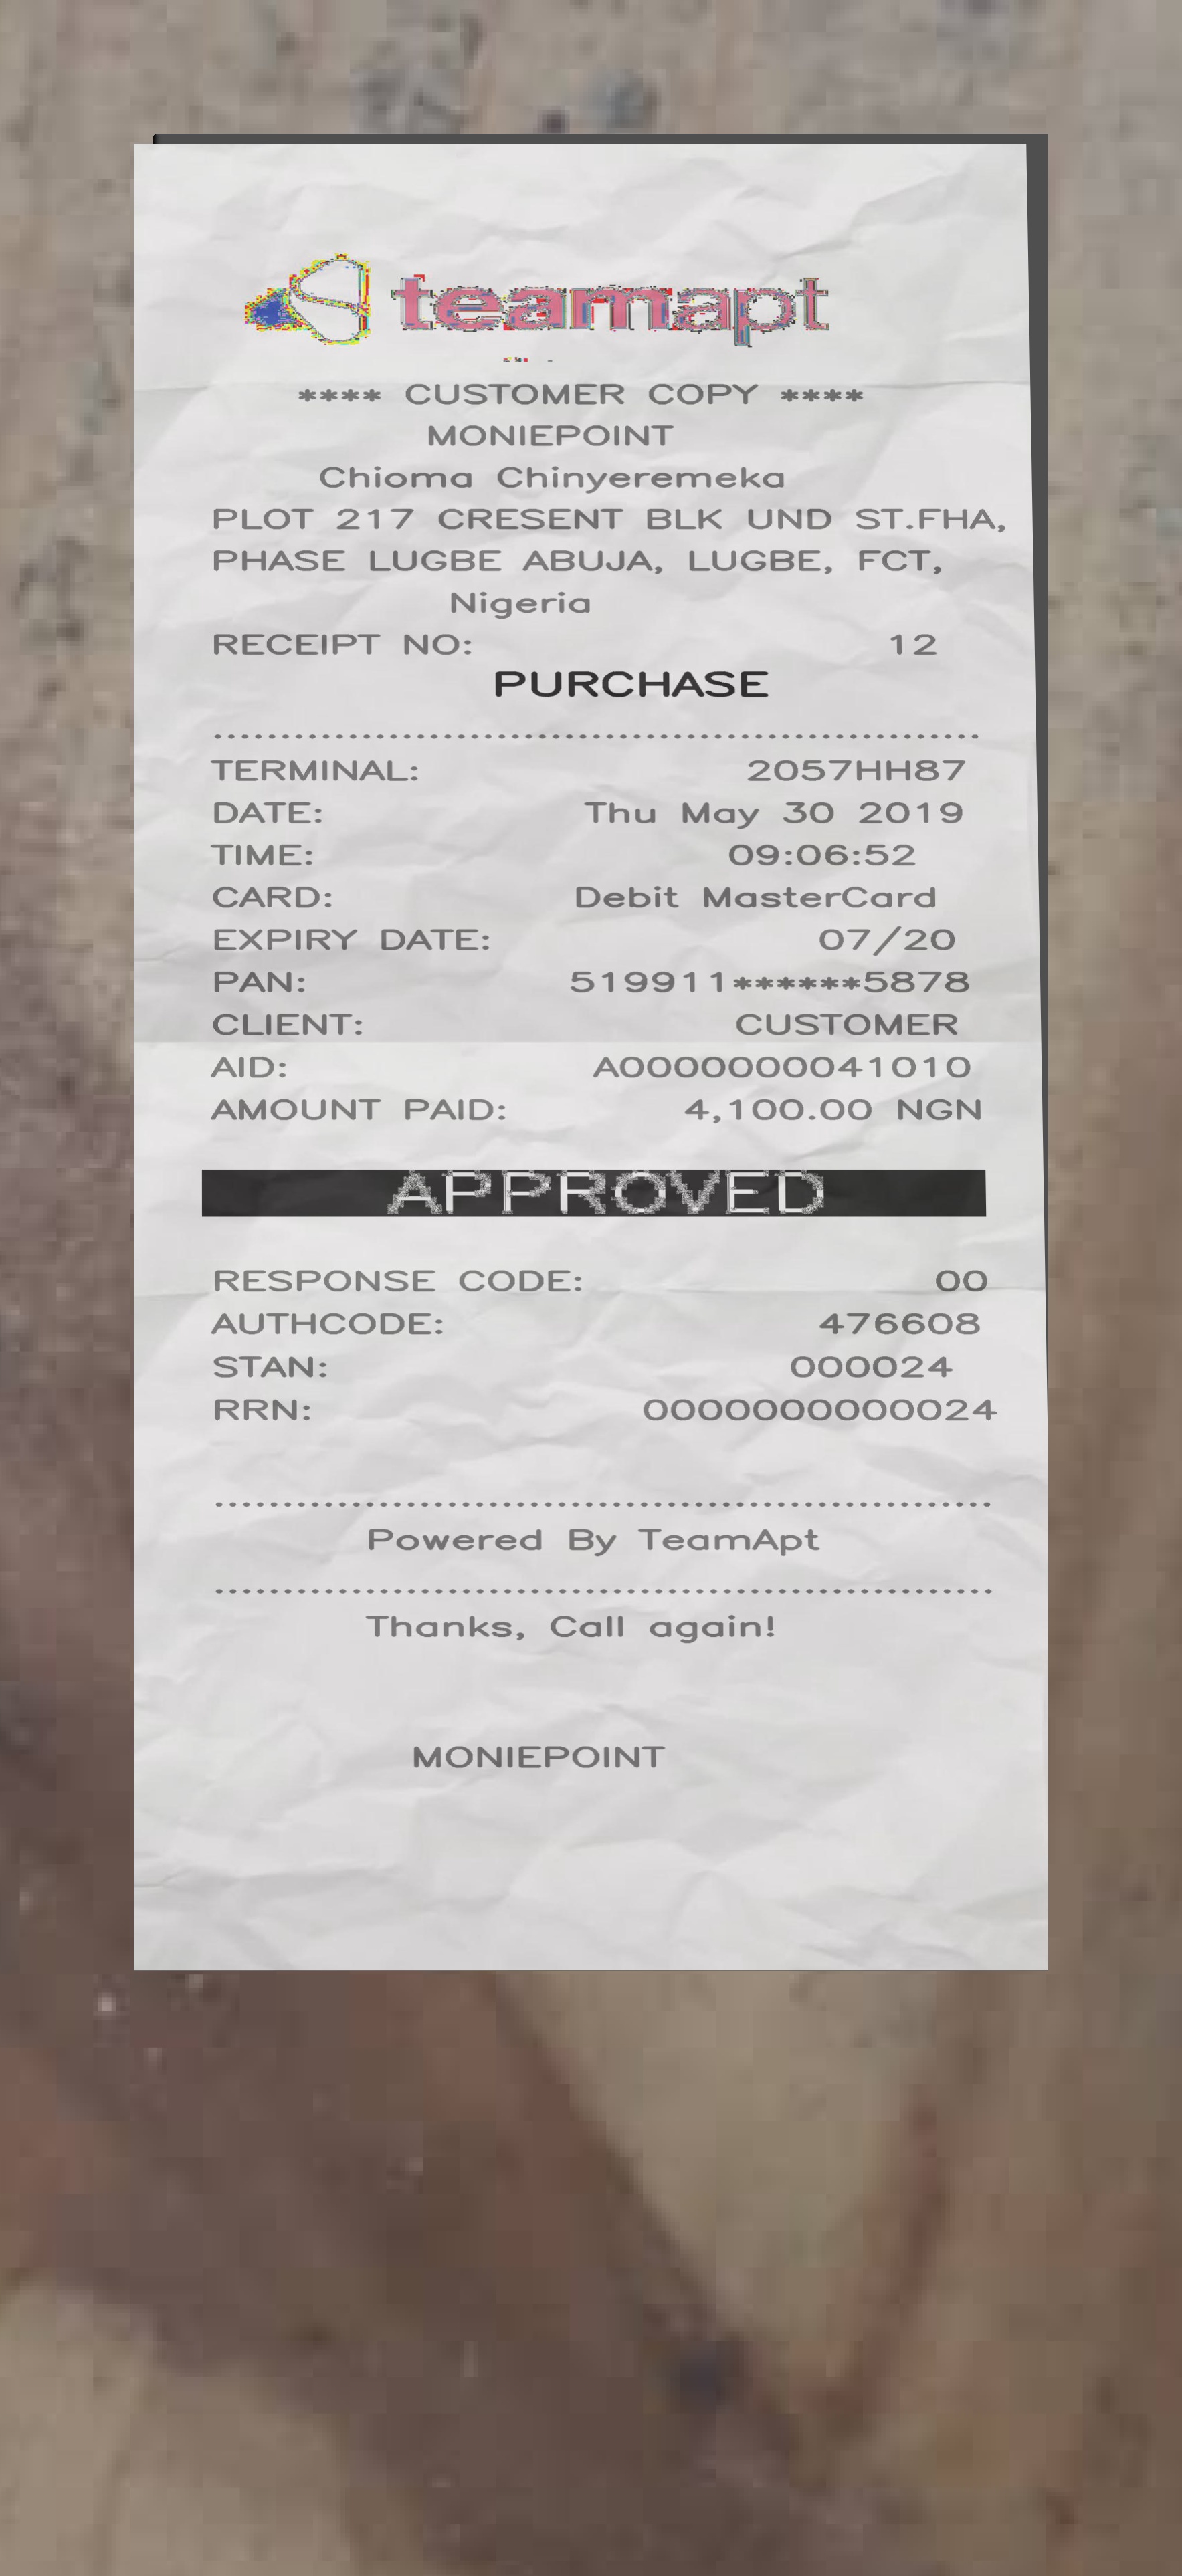 teamapt
**** CUSTOMER COPY ****
MONIEPOINT
Chioma Chinyeremeka
PLOT 217 CRESENT BLK UND ST.FHA,
PHASE LUGBE ABUJA, LUGBE, FCT,
Nigeria
RECEIPT NO: 12
PURCHASE
TERMINAL: 2057HH87
DATE: Thu May 30 2019
TIME: 09:06:52
CARD: Debit MasterCard
EXPIRY DATE: 07/20
PAN: 519911******5878
CLIENT: CUSTOMER
AID: A0000000041010
AMOUNT PAID: 4,100.00 NGN
APPROVED
RESPONSE CODE: 00
AUTHCODE: 476608
STAN: 000024
RRN: 0000000000024
Powered By TeamApt
Thanks, Call again!
MONIEPOINT